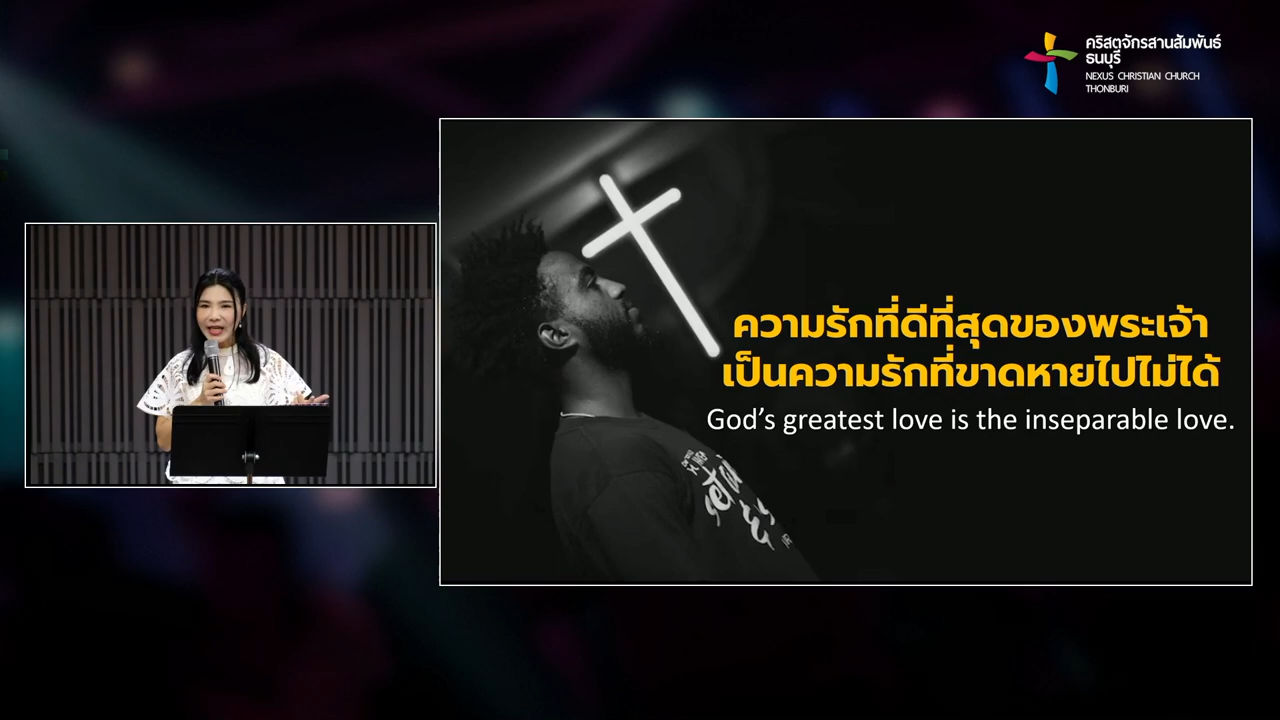 คริสตจักรสานสัมพันธ์
ธนบุรี
NEXUS CHRISTIAN CHURCH
THONBURI
ความรักที่ดีที่สุดของพระเจ้า
เป็นความรักที่ขาดหายไปไม่ได้
God's greatest love is the inseparable love.